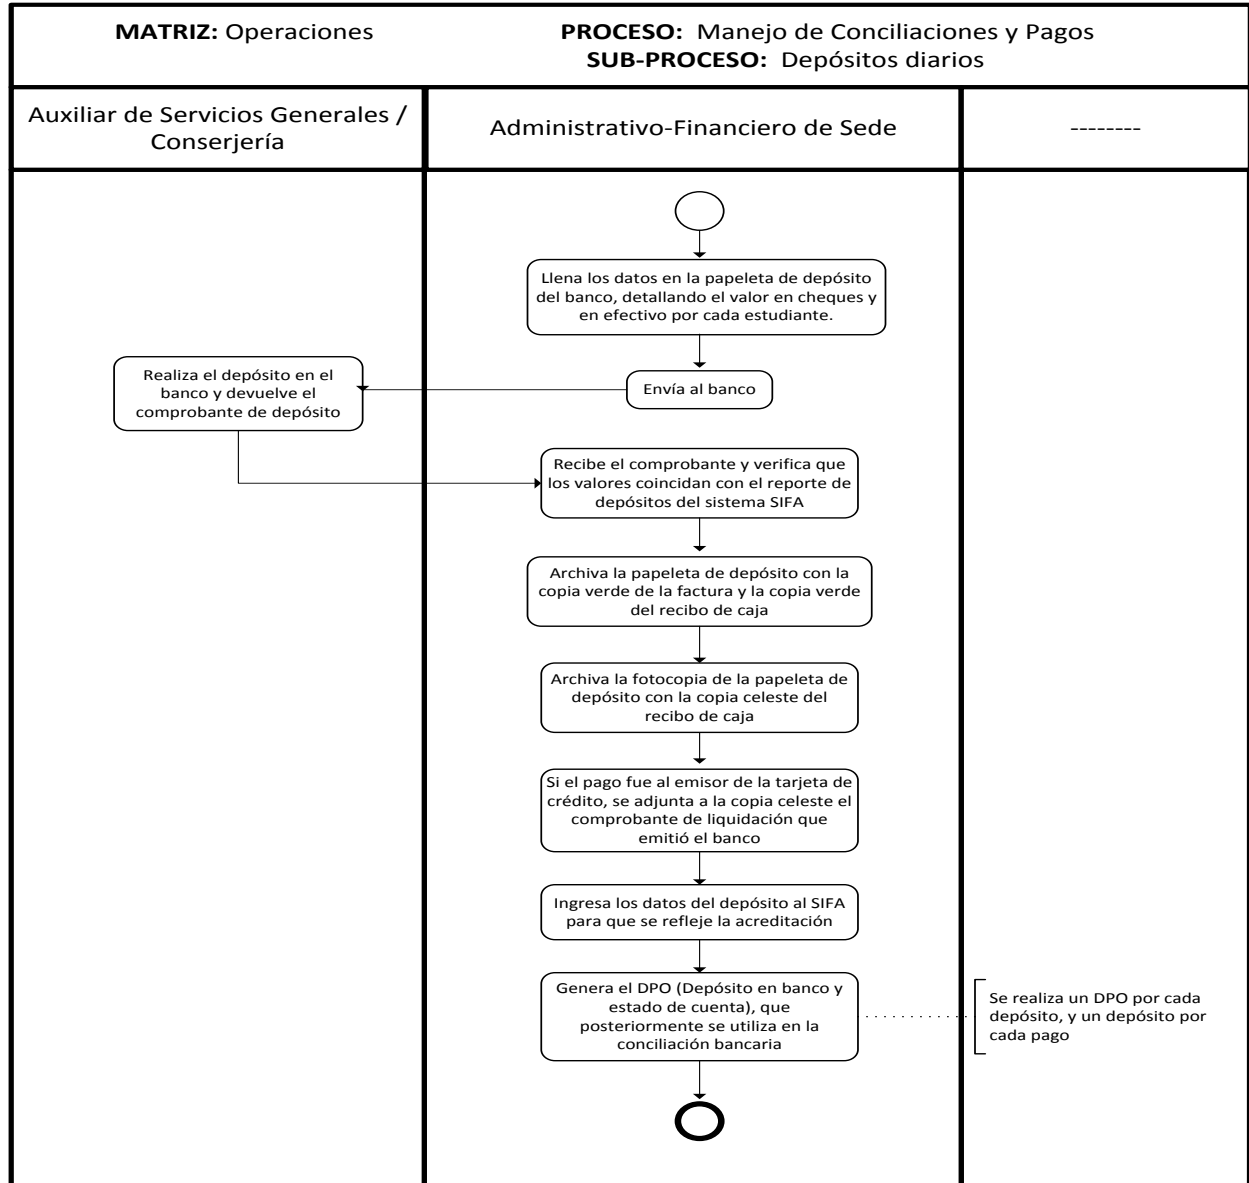 MATRIZ: Operaciones
PROCESO: Manejo de Conciliaciones y Pagos
SUB-PROCESO: Depósitos diarios
Auxiliar de Servicios Generales /
Conserjería
Administrativo-Financiero de Sede
--------
Llena los datos en la papeleta de depósito
del banco, detallando el valor en cheques y
en efectivo por cada estudiante.
Envía al banco
Realiza el depósito en el
banco y devuelve el
comprobante de depósito
Recibe el comprobante y verifica que
los valores coincidan con el reporte de
depósitos del sistema SIFA
Archiva la papeleta de depósito con la
copia verde de la factura y la copia verde
del recibo de caja
Archiva la fotocopia de la papeleta de
depósito con la copia celeste del
recibo de caja
Si el pago fue al emisor de la tarjeta de
crédito, se adjunta a la copia celeste el
comprobante de liquidación que
emitió el banco
Ingresa los datos del depósito al SIFA
para que se refleje la acreditación
Genera el DPO (Depósito en banco y
estado de cuenta), que
posteriormente se utiliza en la
conciliación bancaria
Se realiza un DPO por cada
depósito, y un depósito por
cada pago